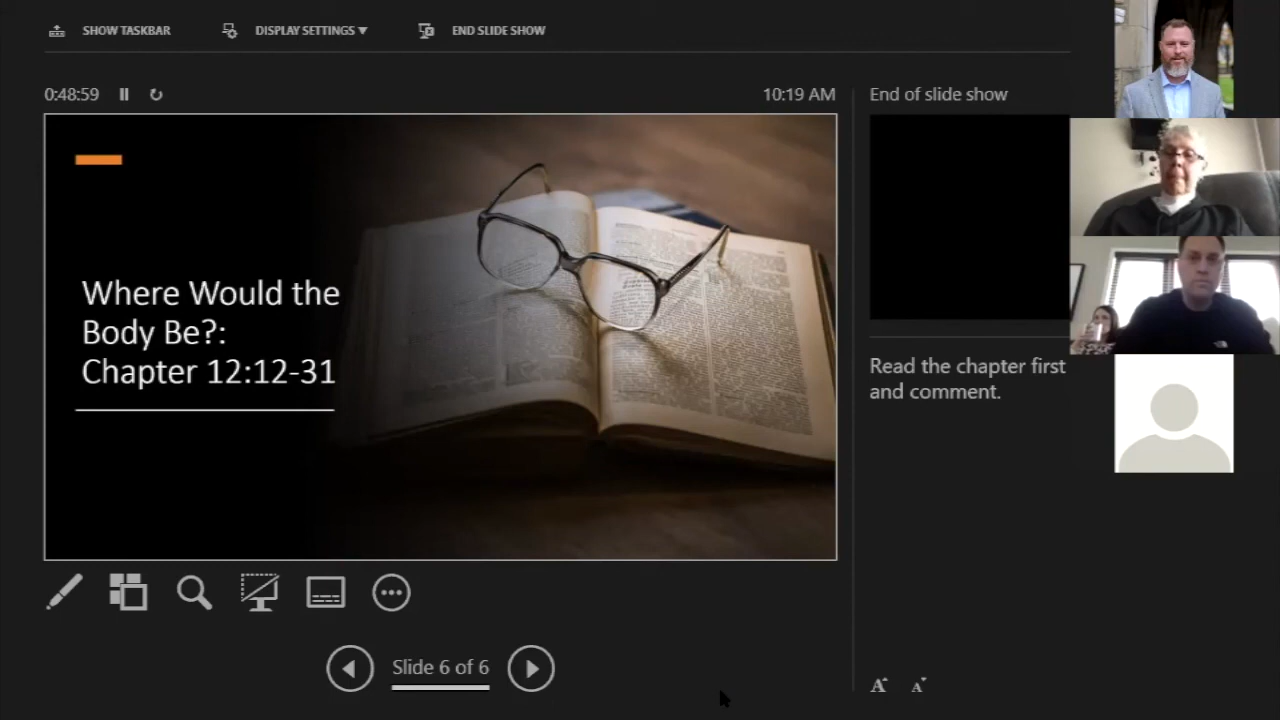 SHOW TASKBAR
DISPLAY SETTINGS ▼
END SLIDE SHOW
0:48:59
10:19 AM
End of slide show
Where Would the
Body Be?:
Chapter 12:12-31
Read the chapter first
and comment.
Slide 6 of 6
A A